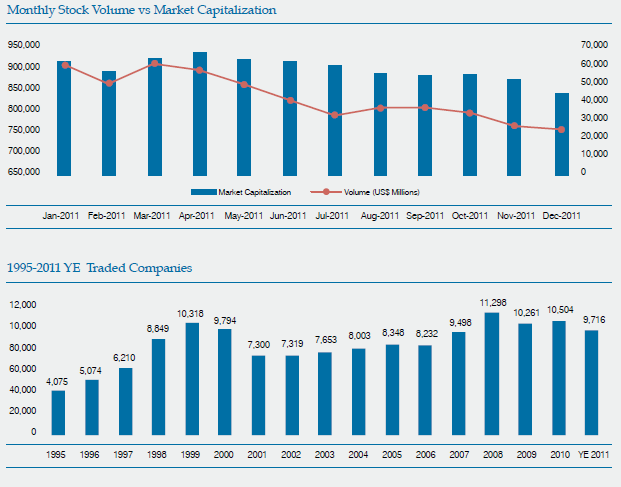 Monthly Stock Volume vs Market Capitalization
950,000 70,000
900,000 60,000
850,000 50,000
800,000 40,000
750,000 30,000
700,000 20,000
650,000 10,000
0
Market Capitalization Volume (US$ Millions)
Jan-2011 Feb-2011 Mar-2011 Apr-2011 May-2011 Jun-2011 Jul-2011 Aug-2011 Sep-2011 Oct-2011 Nov-2011 Dec-2011
1995-2011 YE Traded Companies
12,000
10,000
80,000
60,000
40,000
20,000
0
4,075 5,074 6,210 8,849 10,318 9,794 7,300 7,319 7,653 8,003 8,348 8,232 9,498 11,298 10,261 10,504 9,716
1995 1996 1997 1998 1999 2000 2001 2002 2003 2004 2005 2006 2007 2008 2009 2010 YE 2011